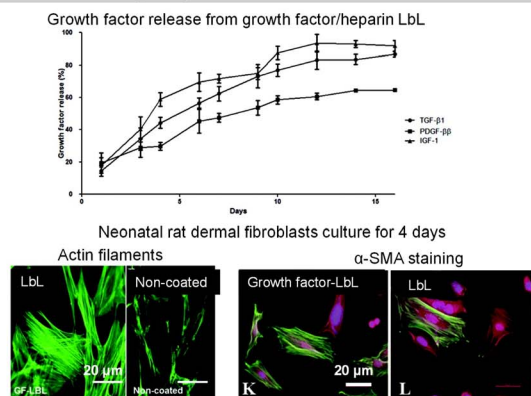 Growth factor release from growth factor/heparin LbL
Growth factor release (%)
100
80
60
40
20
0
0
5
10
15
Days
TGF-β1
PDGF-ββ
IGF-1
Neonatal rat dermal fibroblasts culture for 4 days
Actin filaments
α-SMA staining
LbL
Non-coated
Growth factor-LbL
LbL
20 μm
20 μm
GF-LBL
Non-coated
K
L